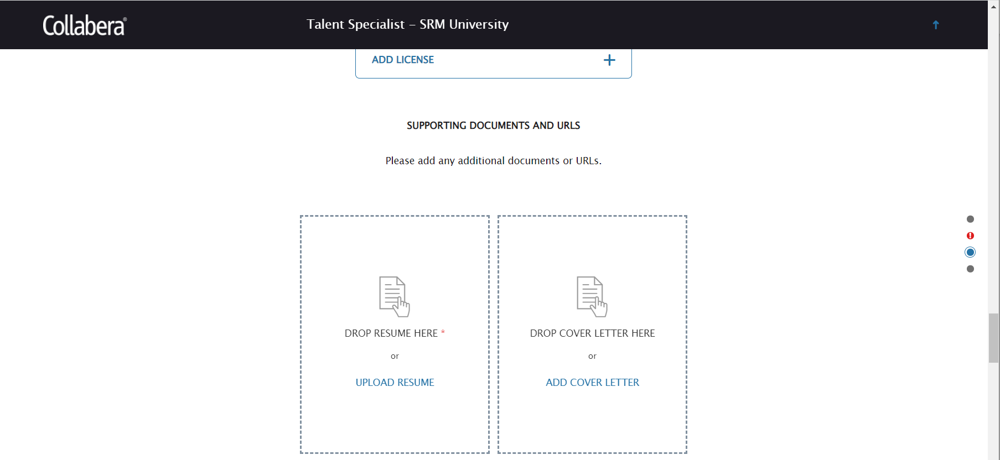 Collabera®
Talent Specialist – SRM University
ADD LICENSE
SUPPORTING DOCUMENTS AND URLS
Please add any additional documents or URLs.
DROP RESUME HERE *
or
UPLOAD RESUME
DROP COVER LETTER HERE
or
ADD COVER LETTER